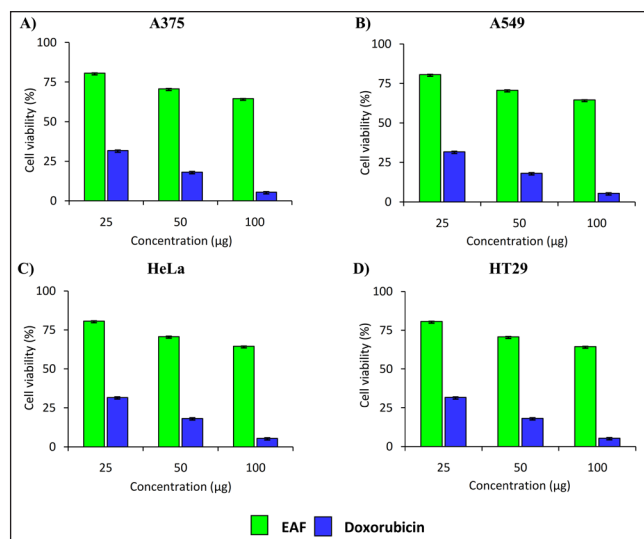 A) A375
Cell viability (%)
100
75
50
25
0
25 50 100
Concentration (µg)
B) A549
Cell viability (%)
100
75
50
25
0
25 50 100
Concentration (µg)
C) HeLa
Cell viability (%)
100
75
50
25
0
25 50 100
Concentration (µg)
D) HT29
Cell viability (%)
100
75
50
25
0
25 50 100
Concentration (µg)
EAF Doxorubicin